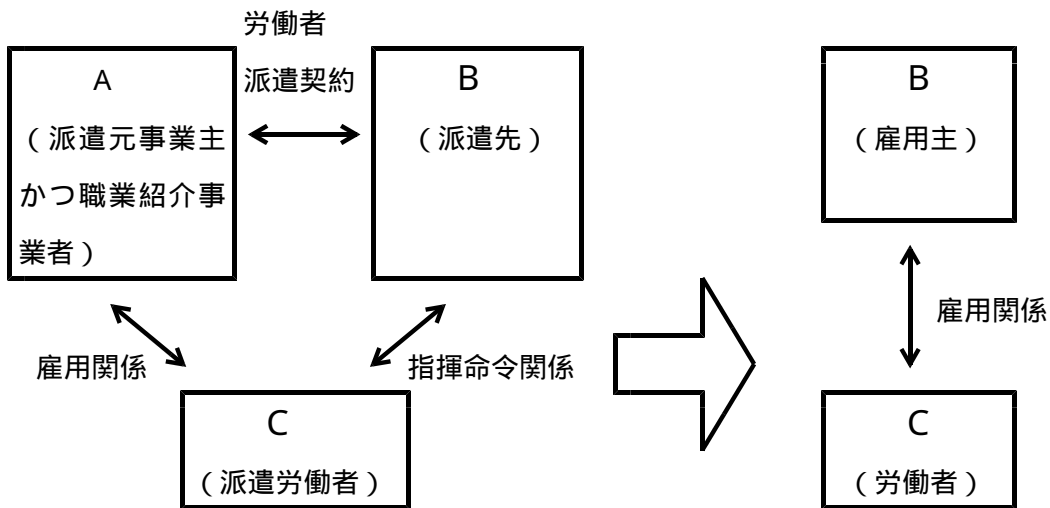 労働者
派遣契約
A
（派遣元事業主
かつ職業紹介事
業者）
B
（派遣先）
雇用関係
指揮命令関係
C
（派遣労働者）
B
（雇用主）
雇用関係
C
（労働者）